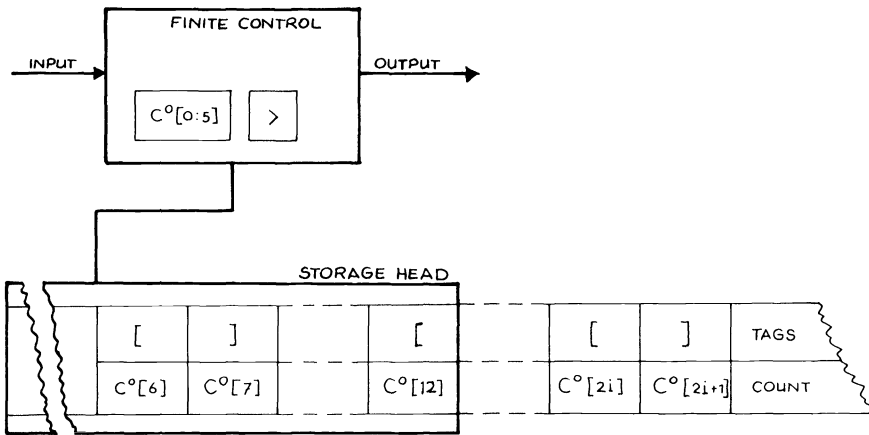 FINITE CONTROL
INPUT
OUTPUT
C⁰[0:5] >
STORAGE HEAD
[ ] [ [ ] TAGS
C⁰[6] C⁰[7] C⁰[12] C⁰[2i] C⁰[2i+1] COUNT